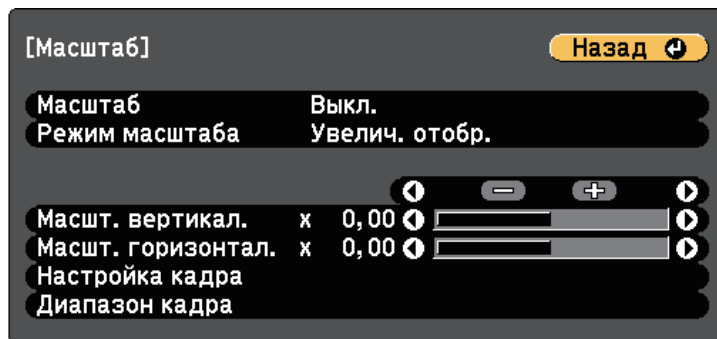 [Масштаб] Назад
Масштаб Выкл.
Режим масштаба Увелич. отобр.
− +
Масшт. вертикал. x 0,00
Масшт. горизонтал. x 0,00
Настройка кадра
Диапазон кадра